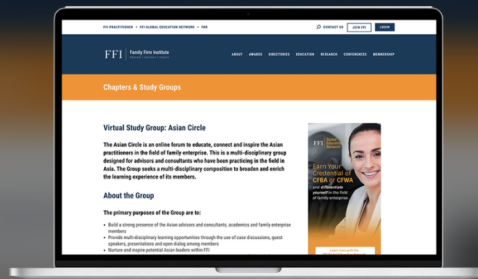 FFI PRACTITIONER • FFI GLOBAL EDUCATION NETWORK • FBR
CONTACT US
JOIN FFI
LOGIN
FFI Family Firm Institute
ABOUT AWARDS DIRECTORIES EDUCATION RESEARCH CONFERENCES MEMBERSHIP
Chapters & Study Groups
Virtual Study Group: Asian Circle
The Asian Circle is an online forum to educate, connect and inspire the Asian
practitioners in the field of family enterprise. This is a multi-disciplinary group
designed for advisors and consultants who have been practicing in the field in
Asia. The Group seeks a multi-disciplinary composition to broaden and enrich
the learning experience of its members.
About the Group
The primary purposes of the Group are to:
• Build a strong presence of the Asian advisors and consultants, academics and family enterprise
members
• Provide multi-disciplinary learning opportunities through the use of case discussions, guest
speakers, presentations and open dialog among members
• Nurture and inspire potential Asian leaders within FFI
FFI Global
Education
Network
Earn Your
Credential of
CFBA or CFWA
and differentiate
yourself in the field
of family enterprise.